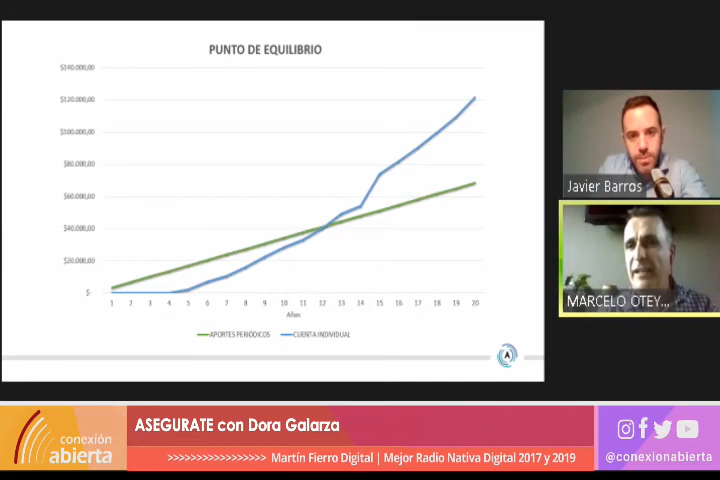 PUNTO DE EQUILIBRIO
$140.000,00
$120.000,00
$100.000,00
$80.000,00
$60.000,00
$40.000,00
$20.000,00
$-
1 2 3 4 5 6 7 8 9 10 11 12 13 14 15 16 17 18 19 20
Años
APORTES PERIÓDICOS CUENTA INDIVIDUAL
A
Javier Barros
MARCELO OTEY...
conexión
abierta
ASEGURATE con Dora Galarza
>>>>>>>>>>>>>>>>> Martín Fierro Digital | Mejor Radio Nativa Digital 2017 y 2019
@conexionabierta